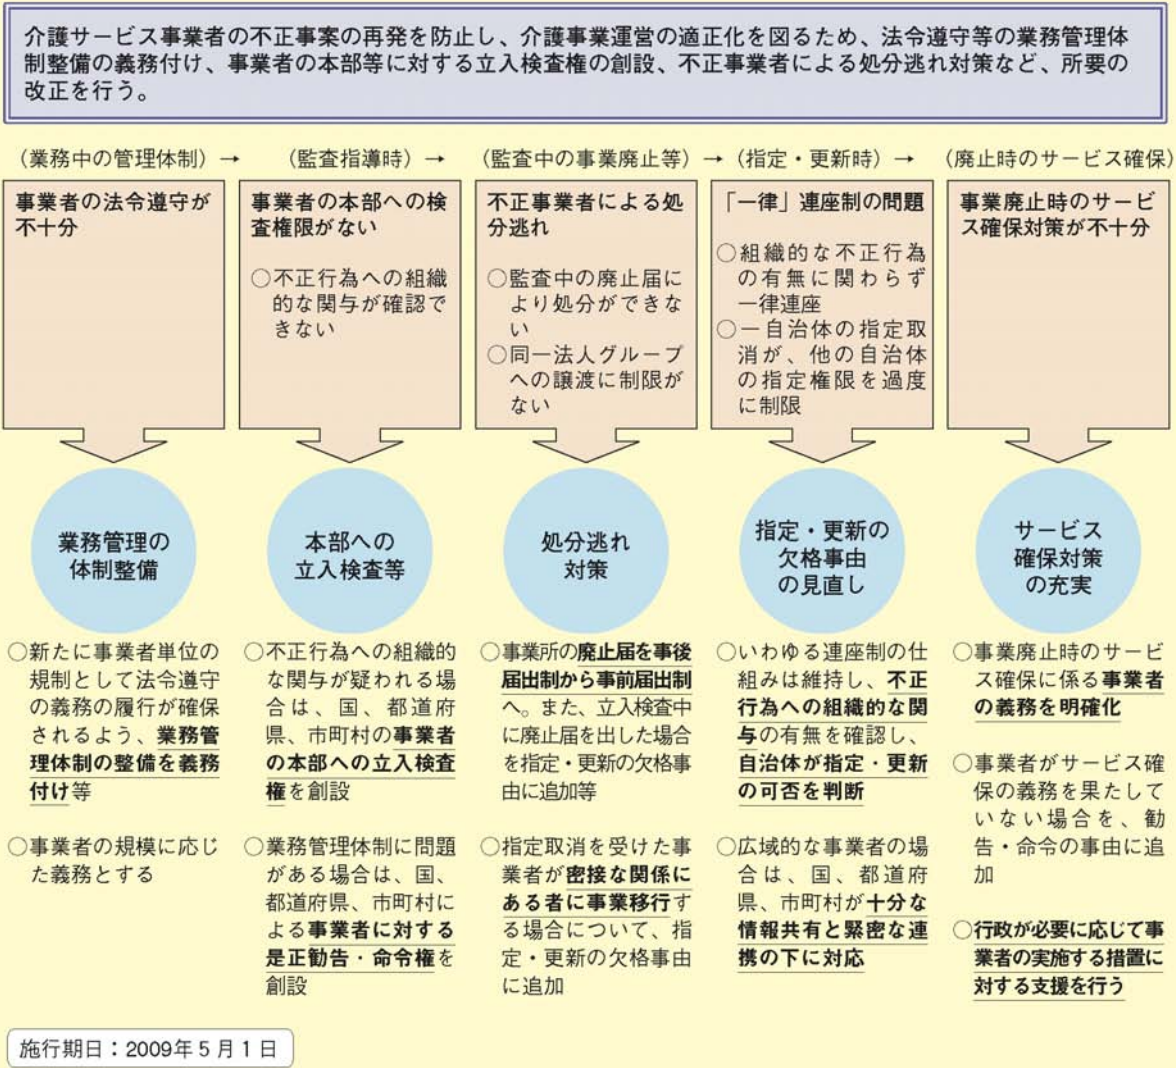 介護サービス事業者の不正事案の再発を防止し、介護事業運営の適正化を図るため、法令遵守等の業務管理体
制整備の義務付け、事業者の本部等に対する立入検査権の創設、不正事業者による処分逃れ対策など、所要の
改正を行う。
（業務中の管理体制）→
事業者の法令遵守が
不十分
業務管理の
体制整備
○新たに事業者単位の
規制として法令遵守
の義務の履行が確保
されるよう、業務管
理体制の整備を義務
付け等
○事業者の規模に応じ
た義務とする
（監査指導時）→
事業者の本部への検
査権限がない
○不正行為への組織
的な関与が確認で
きない
本部への
立入検査等
○不正行為への組織的
な関与が疑われる場
合は、国、都道府
県、市町村の事業者
の本部への立入検査
権を創設
○業務管理体制に問題
がある場合は、国、
都道府県、市町村に
よる事業者に対する
是正勧告・命令権を
創設
（監査中の事業廃止等）→
不正事業者による処
分逃れ
○監査中の廃止届に
より処分ができな
い
○同一法人グループ
への譲渡に制限が
ない
処分逃れ
対策
○事業所の廃止届を事後
届出制から事前届出制
へ。また、立入検査中
に廃止届を出した場合
を指定・更新の欠格事
由に追加等
○指定取消を受けた事
業者が密接な関係に
ある者に事業移行す
る場合について、指
定・更新の欠格事由
に追加
（指定・更新時）→
「一律」連座制の問題
○組織的な不正行為
の有無に関わらず
一律連座
○一自治体の指定取
消が、他の自治体
の指定権限を過度
に制限
指定・更新の
欠格事由
の見直し
○いわゆる連座制の仕
組みは維持し、不正
行為への組織的な関
与の有無を確認し、
自治体が指定・更新
の可否を判断
○広域的な事業者の場
合は、国、都道府
県、市町村が十分な
情報共有と緊密な連
携の下に対応
（廃止時のサービス確保）
事業廃止時のサービ
ス確保対策が不十分
サービス
確保対策
の充実
○事業廃止時のサービ
ス確保に係る事業者
の義務を明確化
○事業者がサービス確
保の義務を果たして
いない場合を、勧
告・命令の事由に追
加
○行政が必要に応じて事
業者の実施する措置に
対する支援を行う
施行期日：2009年５月１日